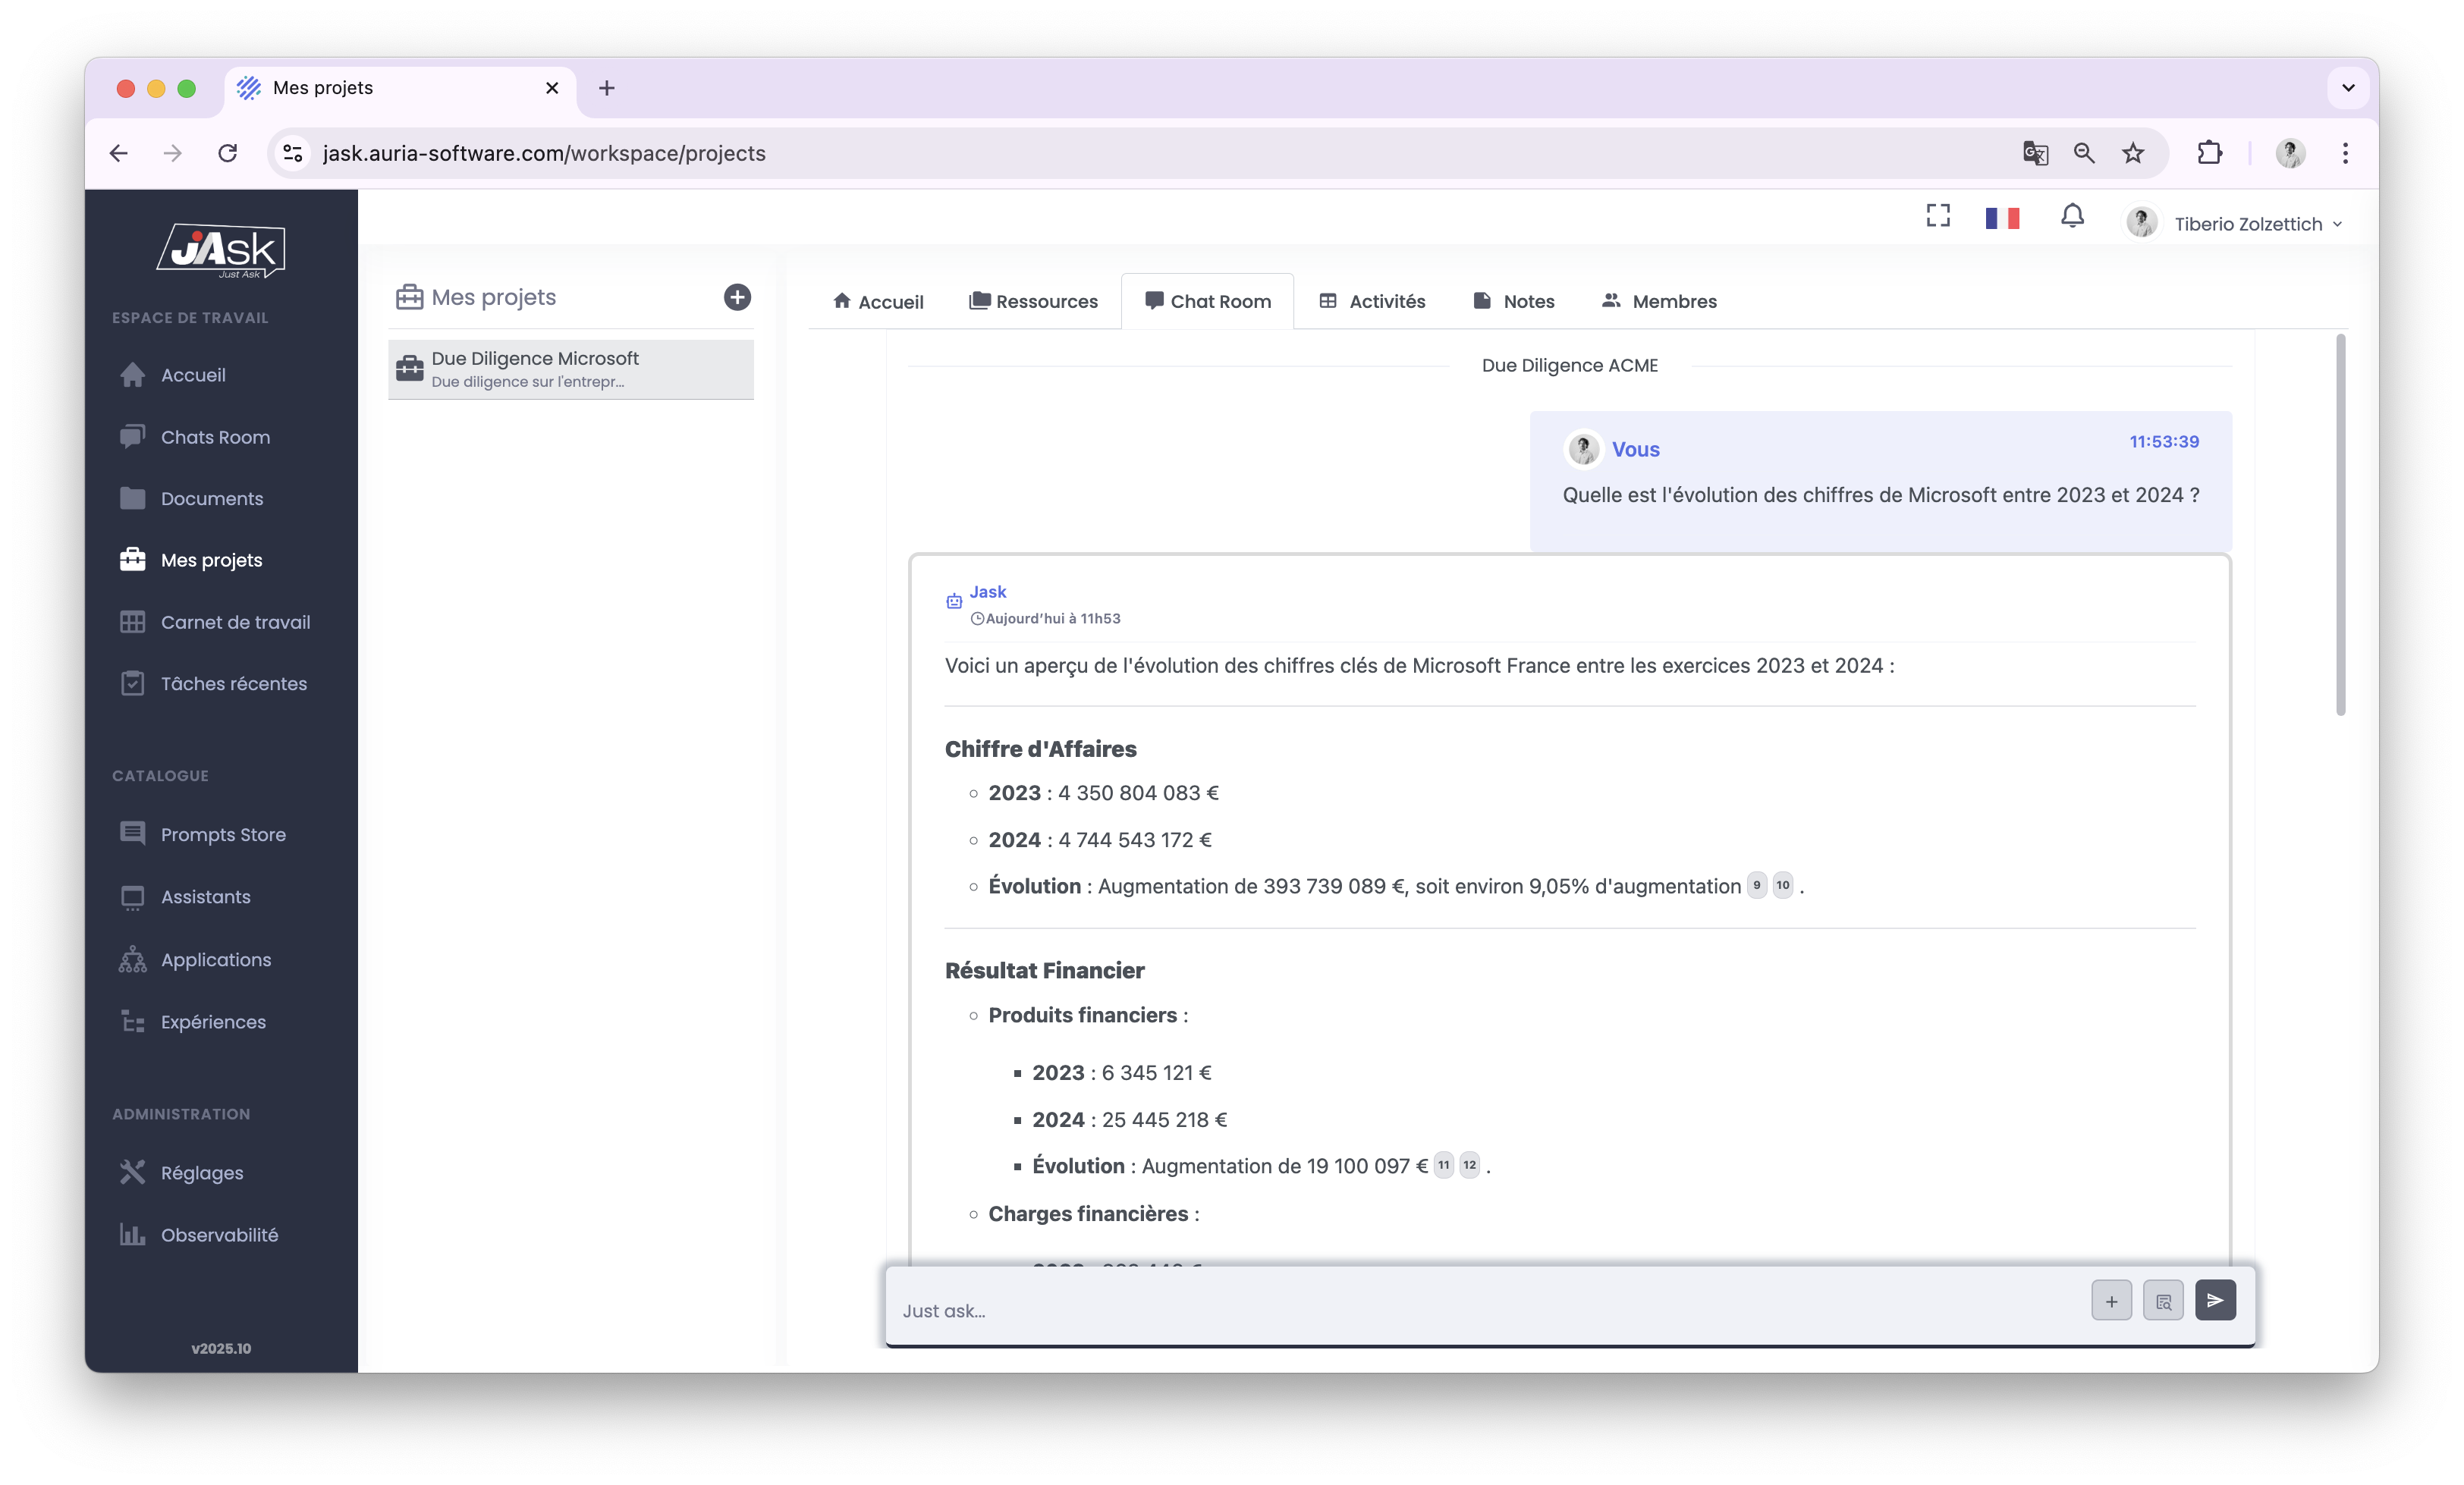 Mes projets
jask.auria-software.com/workspace/projects
jAsk
Just Ask
ESPACE DE TRAVAIL
Accueil
Chats Room
Documents
Mes projets
Carnet de travail
Tâches récentes
CATALOGUE
Prompts Store
Assistants
Applications
Expériences
ADMINISTRATION
Réglages
Observabilité
v2025.10
Tiberio Zolzettich
Mes projets
Due Diligence Microsoft
Due diligence sur l'entrepr...
Accueil
Ressources
Chat Room
Activités
Notes
Membres
Due Diligence ACME
Vous
11:53:39
Quelle est l'évolution des chiffres de Microsoft entre 2023 et 2024 ?
Jask
Aujourd’hui à 11h53
Voici un aperçu de l'évolution des chiffres clés de Microsoft France entre les exercices 2023 et 2024 :
Chiffre d'Affaires
2023 : 4 350 804 083 €
2024 : 4 744 543 172 €
Évolution : Augmentation de 393 739 089 €, soit environ 9,05% d'augmentation 9 10 .
Résultat Financier
Produits financiers :
2023 : 6 345 121 €
2024 : 25 445 218 €
Évolution : Augmentation de 19 100 097 € 11 12 .
Charges financières :
Just ask...